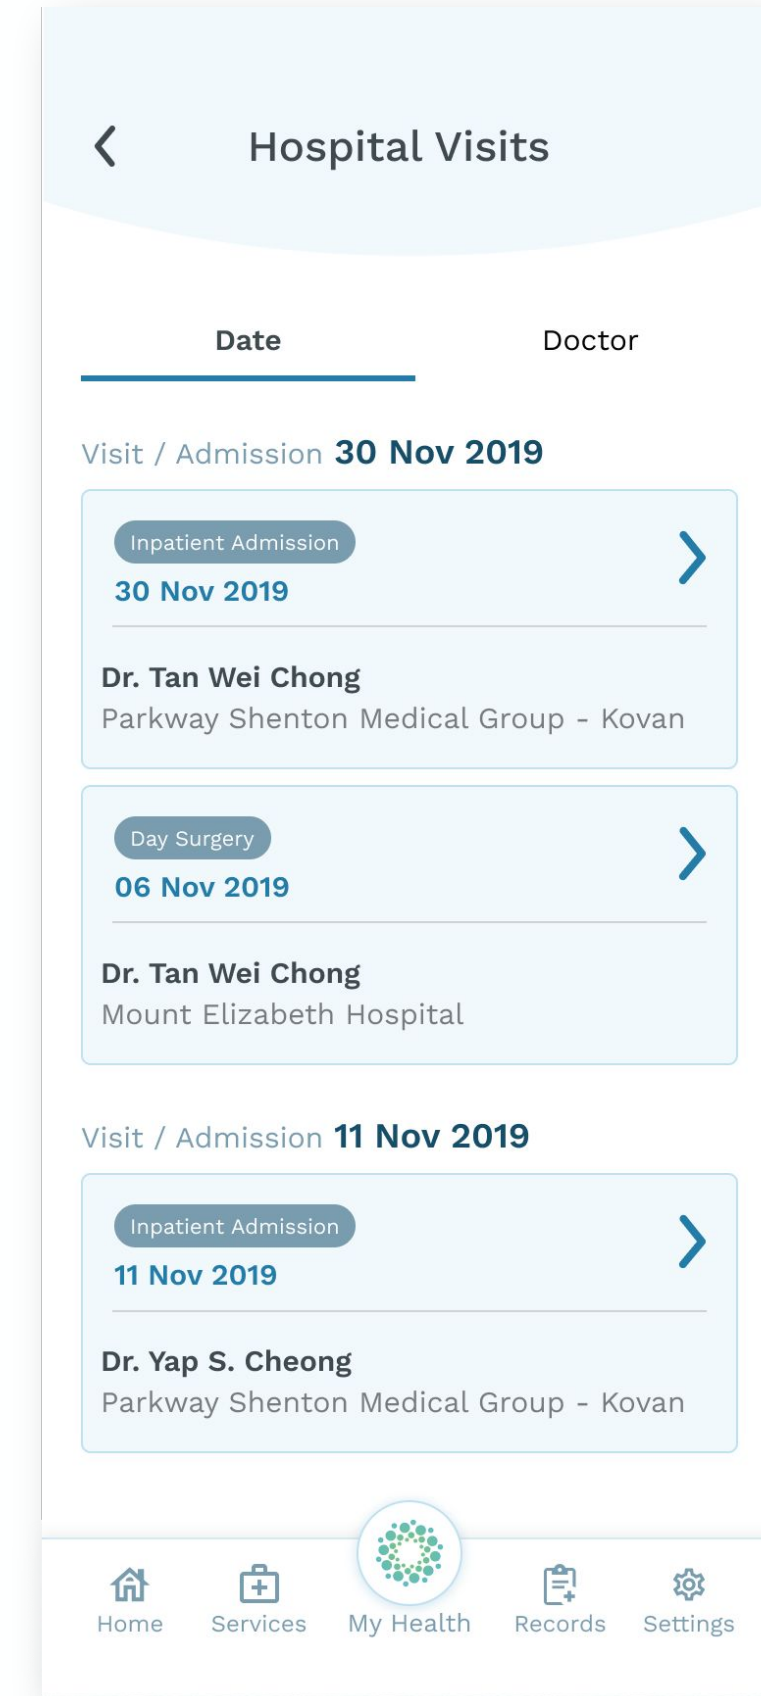 Hospital Visits
Date
Doctor
Visit / Admission 30 Nov 2019
Inpatient Admission
30 Nov 2019
Dr. Tan Wei Chong
Parkway Shenton Medical Group - Kovan
Day Surgery
06 Nov 2019
Dr. Tan Wei Chong
Mount Elizabeth Hospital
Visit / Admission 11 Nov 2019
Inpatient Admission
11 Nov 2019
Dr. Yap S. Cheong
Parkway Shenton Medical Group - Kovan
Home
Services
My Health
Records
Settings